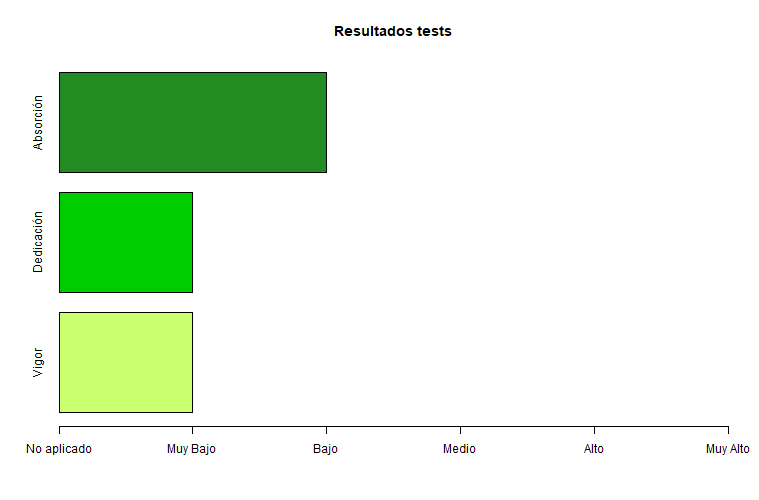 Resultados tests
Absorción
Dedicación
Vigor
No aplicado
Muy Bajo
Bajo
Medio
Alto
Muy Alto